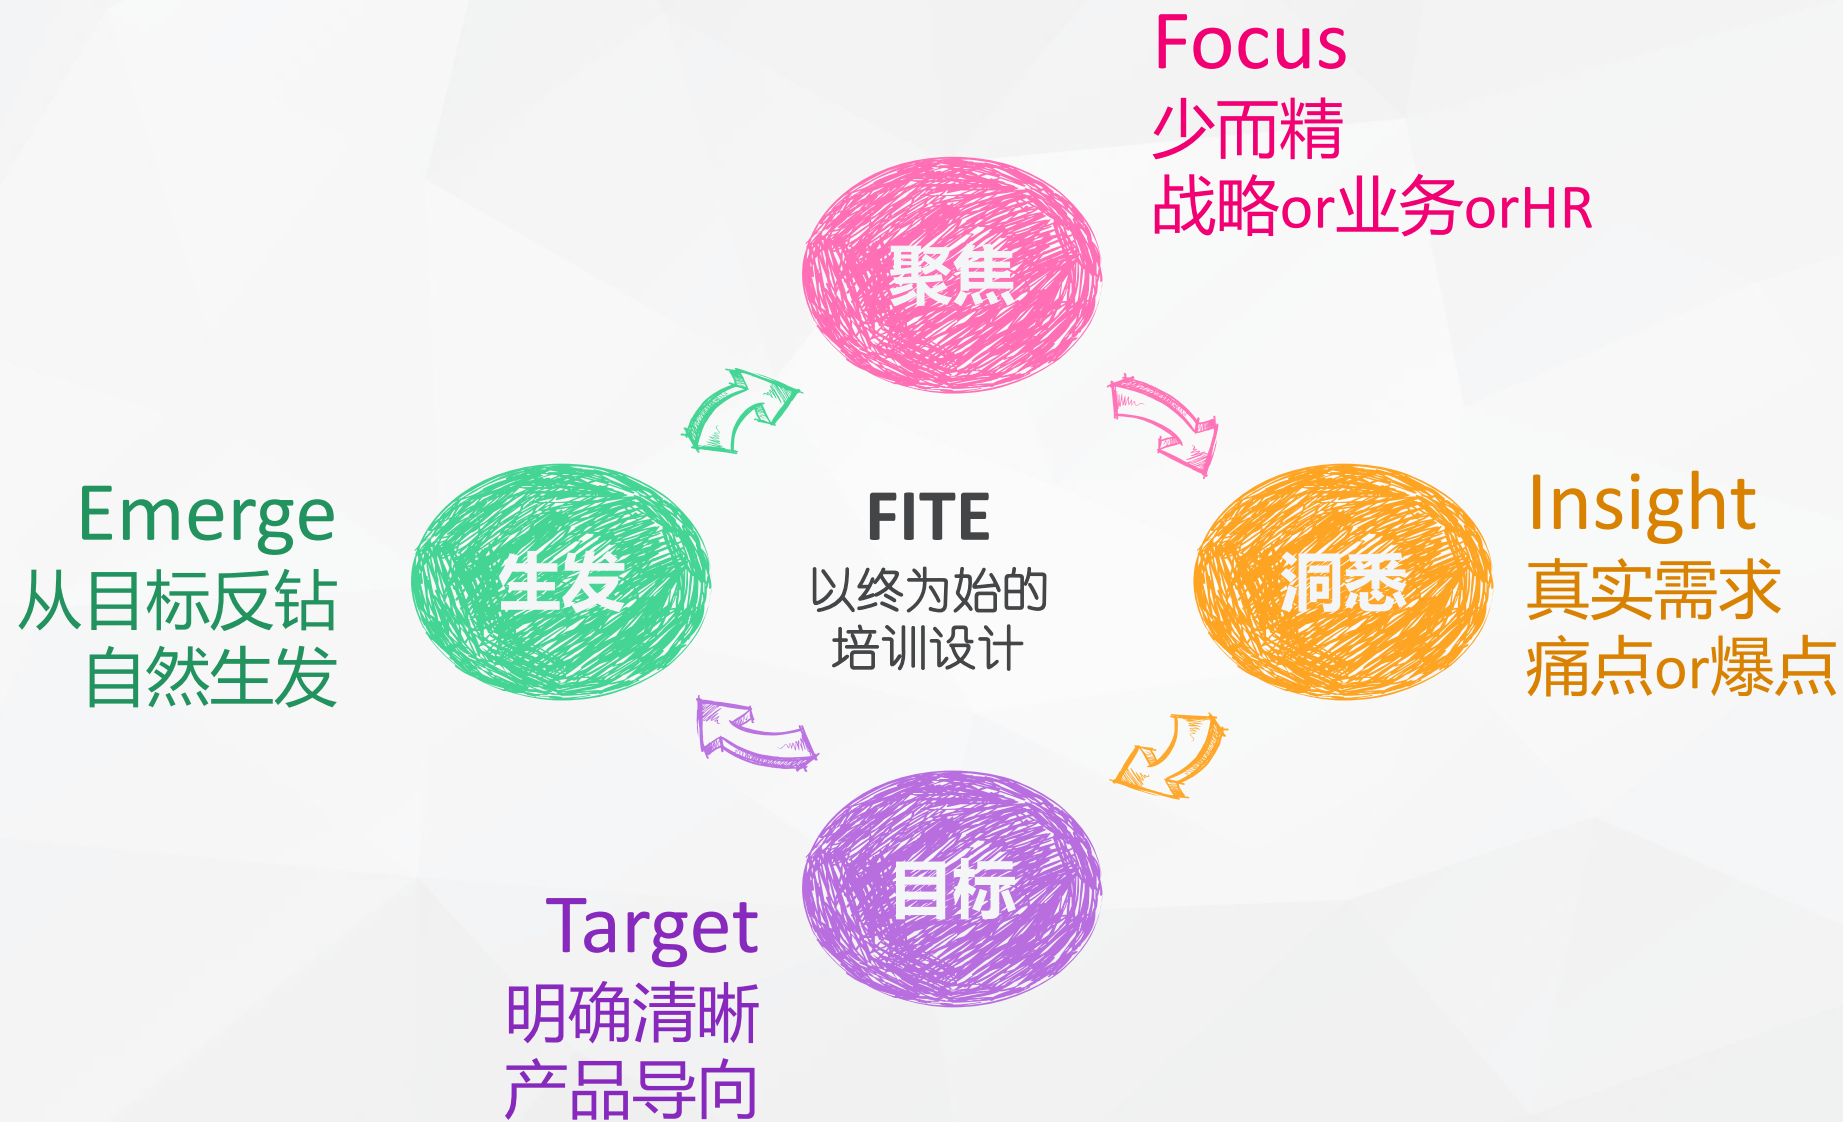 Focus
少而精
战略or业务orHR
聚焦
Emerge
从目标反钻
自然生发
生发
FITE
以终为始的
培训设计
洞悉
Insight
真实需求
痛点or爆点
目标
Target
明确清晰
产品导向